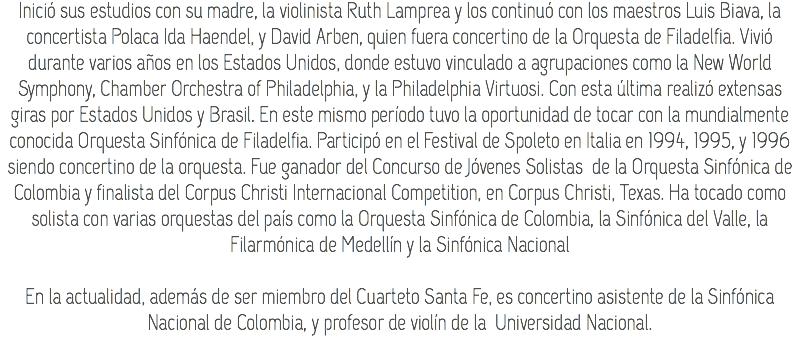 Inició sus estudios con su madre, la violinista Ruth Lamprea y los continuó con los maestros Luis Biava, la
concertista Polaca Ida Haendel, y David Arben, quien fuera concertino de la Orquesta de Filadelfia. Vivió
durante varios años en los Estados Unidos, donde estuvo vinculado a agrupaciones como la New World
Symphony, Chamber Orchestra of Philadelphia, y la Philadelphia Virtuosi. Con esta última realizó extensas
giras por Estados Unidos y Brasil. En este mismo período tuvo la oportunidad de tocar con la mundialmente
conocida Orquesta Sinfónica de Filadelfia. Participó en el Festival de Spoleto en Italia en 1994, 1995, y 1996
siendo concertino de la orquesta. Fue ganador del Concurso de Jóvenes Solistas de la Orquesta Sinfónica de
Colombia y finalista del Corpus Christi Internacional Competition, en Corpus Christi, Texas. Ha tocado como
solista con varias orquestas del país como la Orquesta Sinfónica de Colombia, la Sinfónica del Valle, la
Filarmónica de Medellín y la Sinfónica Nacional
En la actualidad, además de ser miembro del Cuarteto Santa Fe, es concertino asistente de la Sinfónica
Nacional de Colombia, y profesor de violín de la Universidad Nacional.